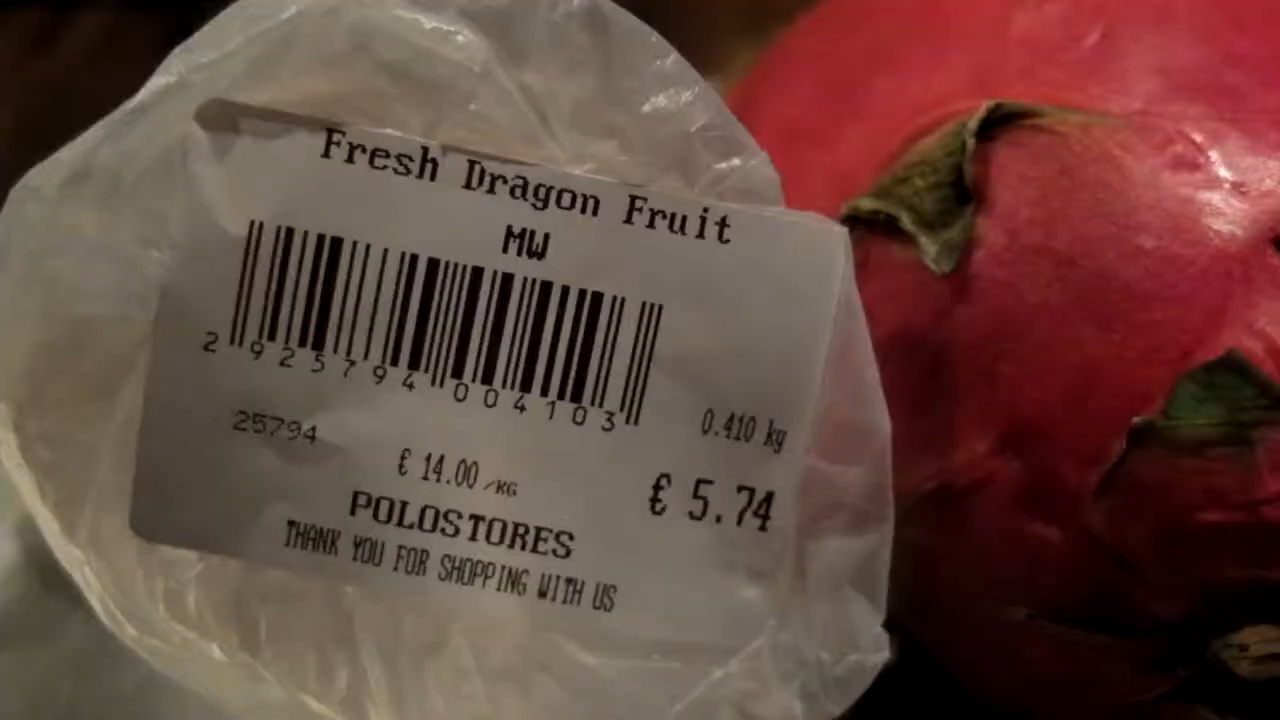 Fresh Dragon Fruit
MW
2 925794 004103
0.410 kg
25794
€ 14.00 /KG
€ 5.74
POLOSTORES
THANK YOU FOR SHOPPING WITH US